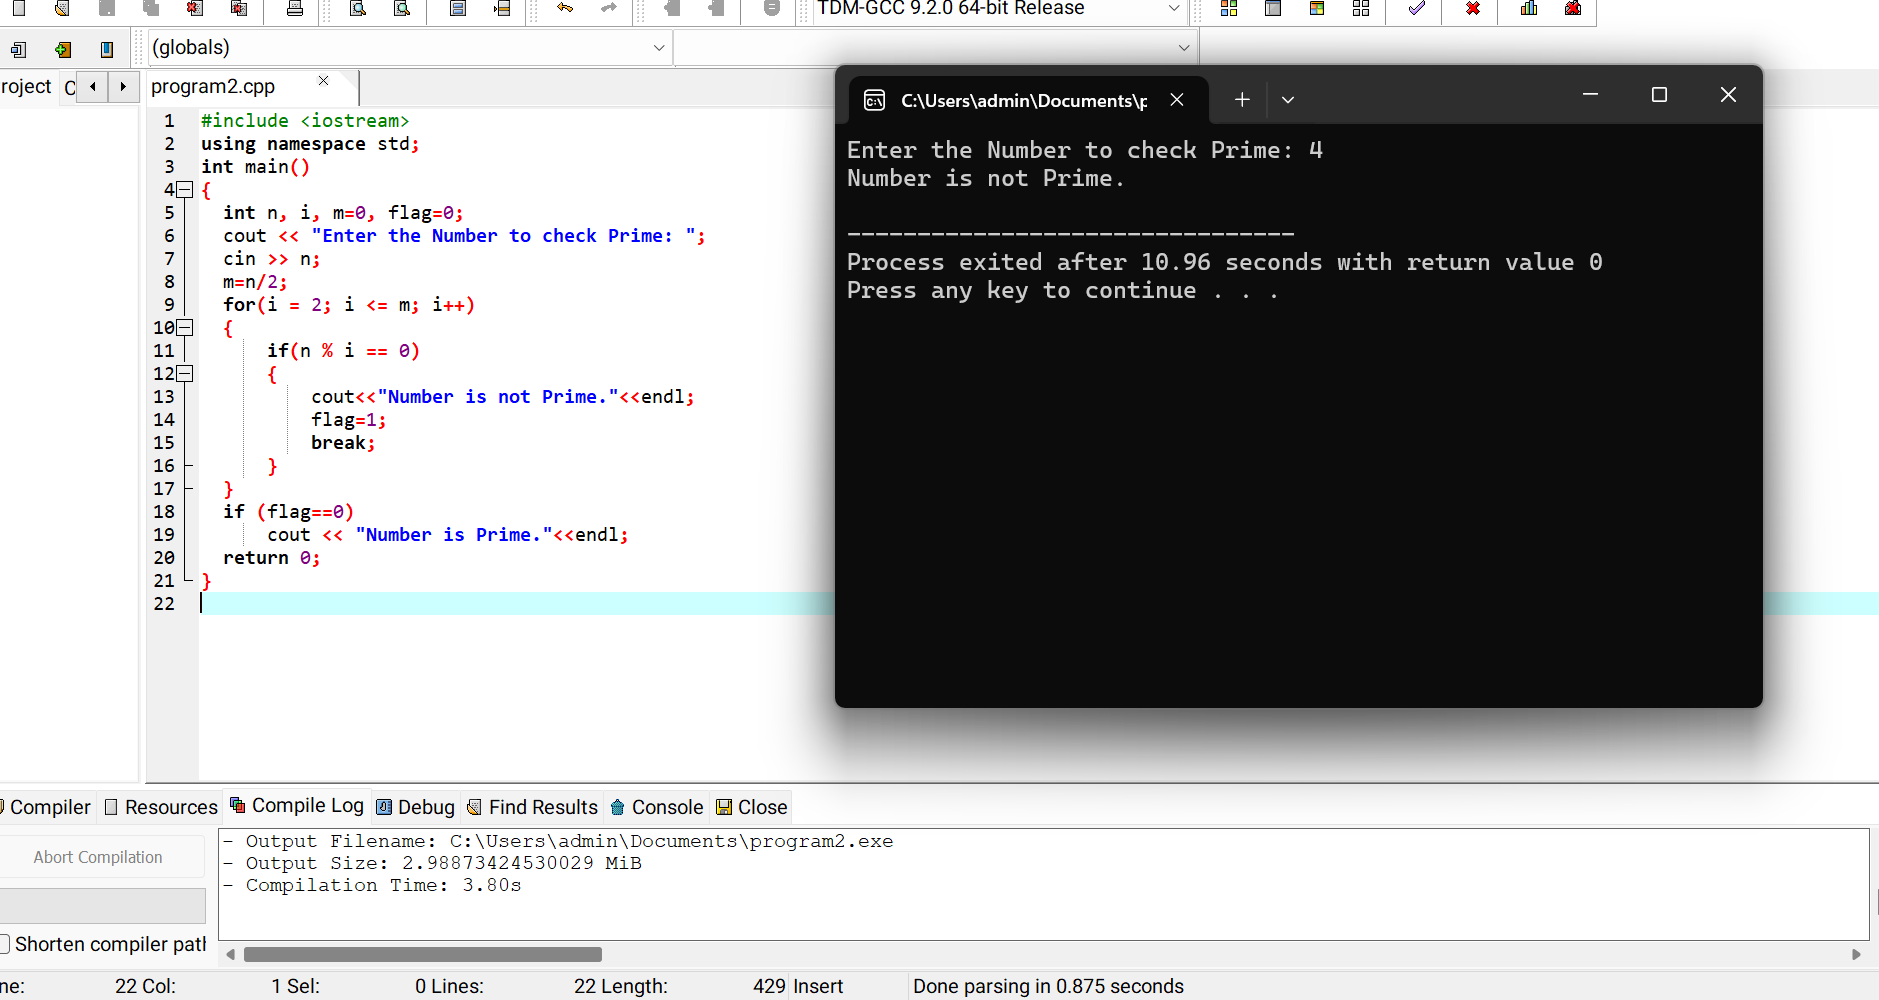 TDM-GCC 9.2.0 64-bit Release
(globals)
roject
program2.cpp
1 #include <iostream>
2 using namespace std;
3 int main()
4 {
5 int n, i, m=0, flag=0;
6 cout << "Enter the Number to check Prime: ";
7 cin >> n;
8 m=n/2;
9 for(i = 2; i <= m; i++)
10 {
11 if(n % i == 0)
12 {
13 cout<<"Number is not Prime."<<endl;
14 flag=1;
15 break;
16 }
17 }
18 if (flag==0)
19 cout << "Number is Prime."<<endl;
20 return 0;
21 }
22
C:\Users\admin\Documents\p
Enter the Number to check Prime: 4
Number is not Prime.
--------------------------------
Process exited after 10.96 seconds with return value 0
Press any key to continue . . .
Compiler Resources Compile Log Debug Find Results Console Close
Abort Compilation
Shorten compiler path
- Output Filename: C:\Users\admin\Documents\program2.exe
- Output Size: 2.98873424530029 MiB
- Compilation Time: 3.80s
ne: 22 Col: 1 Sel: 0 Lines: 22 Length: 429 Insert Done parsing in 0.875 seconds